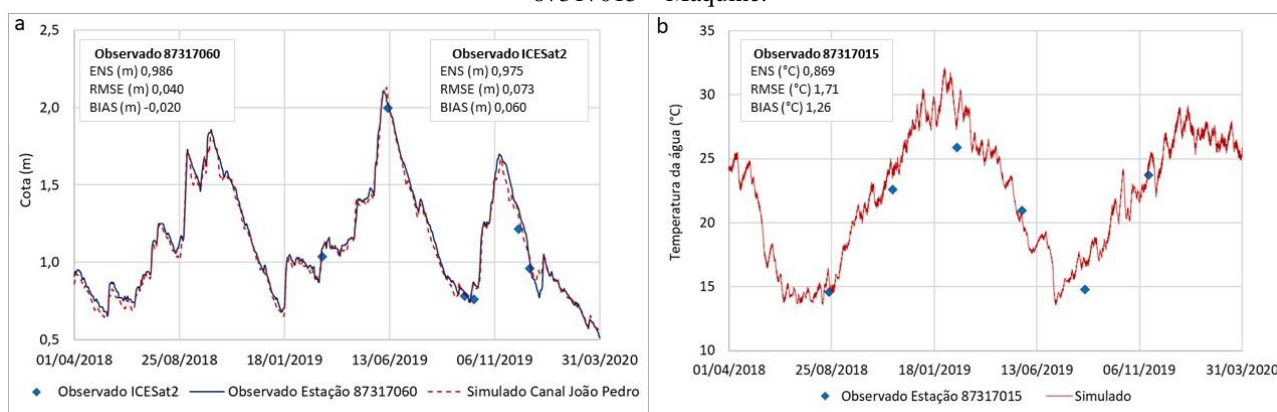 87317015 – Maquiné.
a
2,5
2,0
1,5
1,0
0,5
Cota (m)
Observado 87317060
ENS (m) 0,986
RMSE (m) 0,040
BIAS (m) -0,020
Observado ICESat2
ENS (m) 0,975
RMSE (m) 0,073
BIAS (m) 0,060
01/04/2018 25/08/2018 18/01/2019 13/06/2019 06/11/2019 31/03/2020
Observado ICESat2 Observado Estação 87317060 Simulado Canal João Pedro
b
35
30
25
20
15
10
Temperatura da água (°C)
Observado 87317015
ENS (°C) 0,869
RMSE (°C) 1,71
BIAS (°C) 1,26
01/04/2018 25/08/2018 18/01/2019 13/06/2019 06/11/2019 31/03/2020
Observado Estação 87317015 Simulado